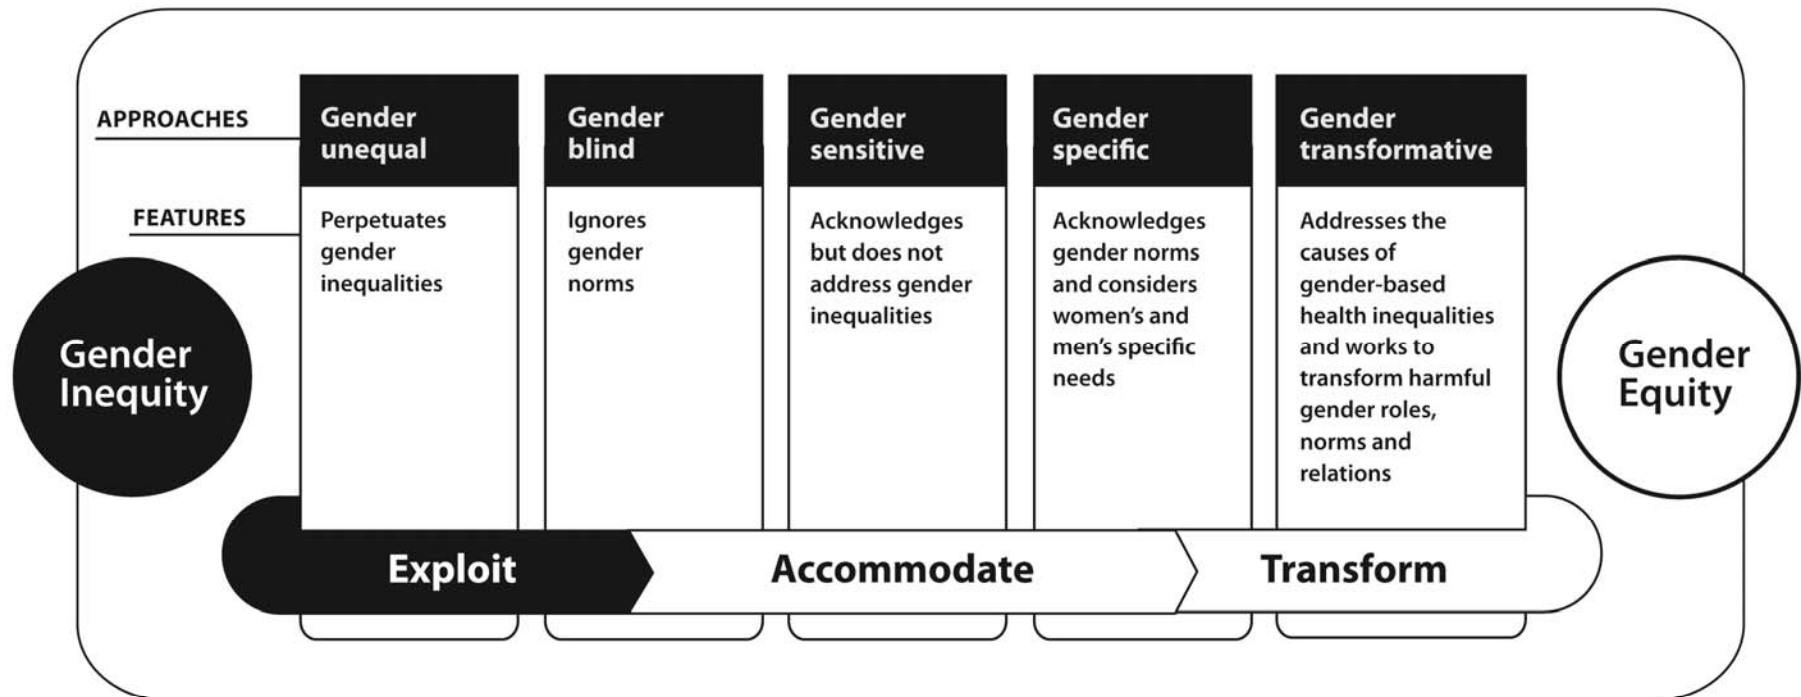 APPROACHES
Gender
unequal
Gender
blind
Gender
sensitive
Gender
specific
Gender
transformative
FEATURES
Perpetuates
gender
inequalities
Ignores
gender
norms
Acknowledges
but does not
address gender
inequalities
Acknowledges
gender norms
and considers
women's and
men's specific
needs
Addresses the
causes of
gender-based
health inequalities
and works to
transform harmful
gender roles,
norms and
relations
Gender
Inequity
Gender
Equity
Exploit
Accommodate
Transform